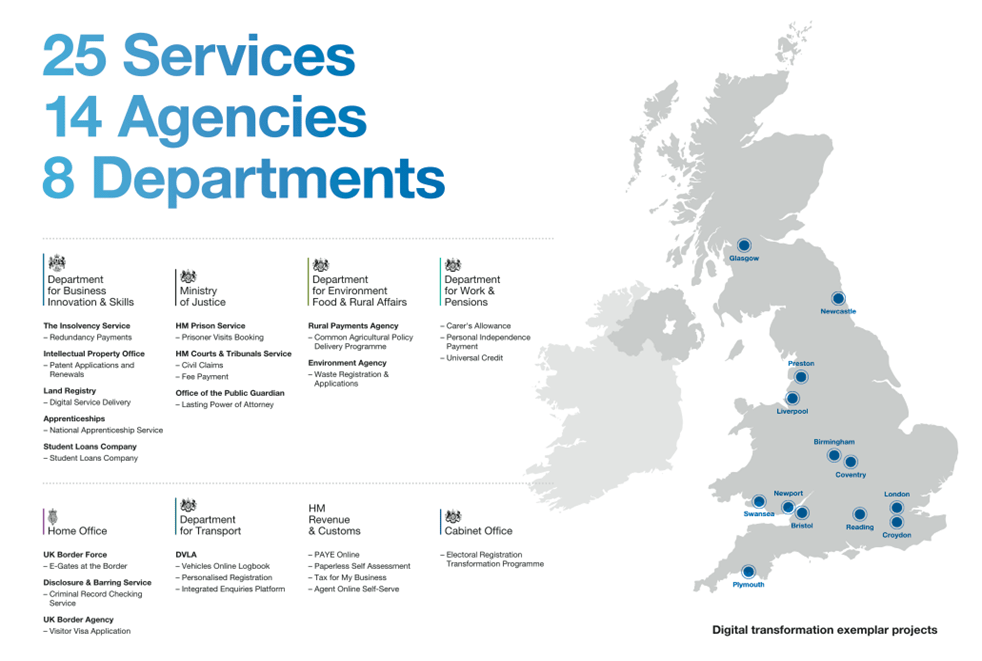 25 Services
14 Agencies
8 Departments
Department
for Business
Innovation & Skills
The Insolvency Service
– Redundancy Payments
Intellectual Property Office
– Patent Applications and
Renewals
Land Registry
– Digital Service Delivery
Apprenticeships
– National Apprenticeship Service
Student Loans Company
– Student Loans Company
Ministry
of Justice
HM Prison Service
– Prisoner Visits Booking
HM Courts & Tribunals Service
– Civil Claims
– Fee Payment
Office of the Public Guardian
– Lasting Power of Attorney
Department
for Environment
Food & Rural Affairs
Rural Payments Agency
– Common Agricultural Policy
Delivery Programme
Environment Agency
– Waste Registration &
Applications
Department
for Work &
Pensions
– Carer's Allowance
– Personal Independence
Payment
– Universal Credit
Home Office
UK Border Force
– E-Gates at the Border
Disclosure & Barring Service
– Criminal Record Checking
Service
UK Border Agency
– Visitor Visa Application
Department
for Transport
DVLA
– Vehicles Online Logbook
– Personalised Registration
– Integrated Enquiries Platform
HM
Revenue
& Customs
– PAYE Online
– Paperless Self Assessment
– Tax for My Business
– Agent Online Self-Serve
Cabinet Office
– Electoral Registration
Transformation Programme
Glasgow
Newcastle
Preston
Liverpool
Birmingham
Coventry
Newport
London
Swansea
Bristol
Reading
Croydon
Plymouth
Digital transformation exemplar projects